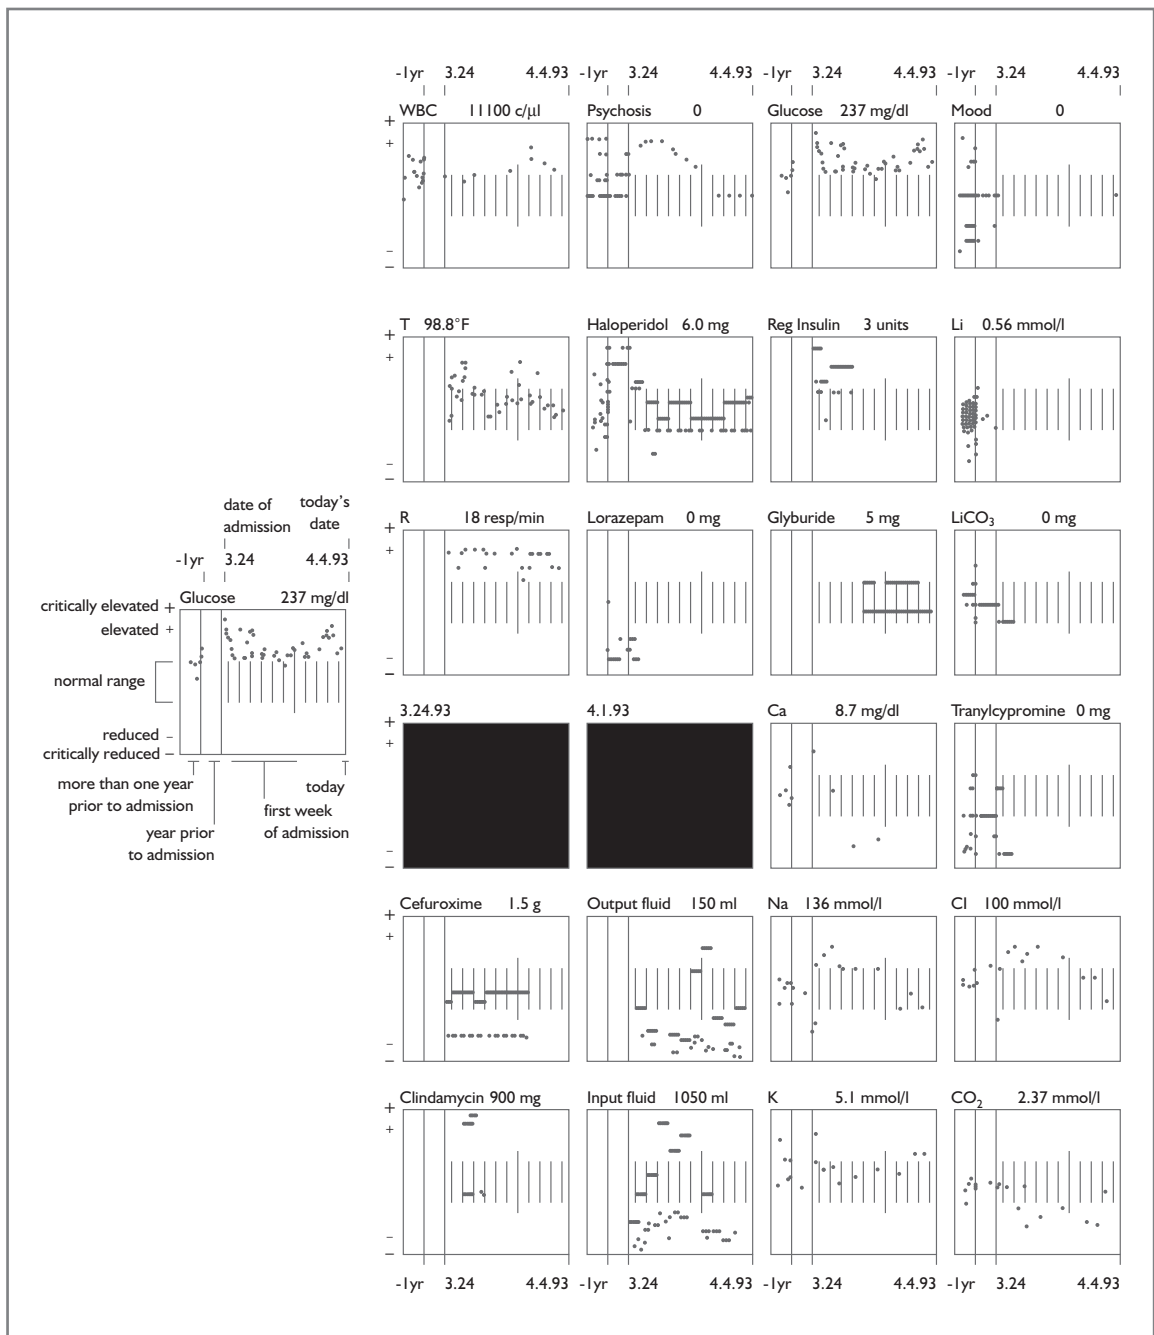 -1yr 3.24 4.4.93 -1yr 3.24 4.4.93 -1yr 3.24 4.4.93 -1yr 3.24 4.4.93
WBC 11100 c/µl Psychosis 0 Glucose 237 mg/dl Mood 0
+
+
–
–
T 98.8°F Haloperidol 6.0 mg Reg Insulin 3 units Li 0.56 mmol/l
+
+
–
–
R 18 resp/min Lorazepam 0 mg Glyburide 5 mg LiCO₃ 0 mg
+
+
–
–
date of admission
today's date
-1yr 3.24 4.4.93
Glucose 237 mg/dl
critically elevated +
elevated +
normal range
reduced –
critically reduced –
more than one year
prior to admission
year prior
to admission
first week
of admission
today
3.24.93 4.1.93 Ca 8.7 mg/dl Tranylcypromine 0 mg
+
+
–
–
Cefuroxime 1.5 g Output fluid 150 ml Na 136 mmol/l Cl 100 mmol/l
+
+
–
–
Clindamycin 900 mg Input fluid 1050 ml K 5.1 mmol/l CO₂ 2.37 mmol/l
+
+
–
–
-1yr 3.24 4.4.93 -1yr 3.24 4.4.93 -1yr 3.24 4.4.93 -1yr 3.24 4.4.93